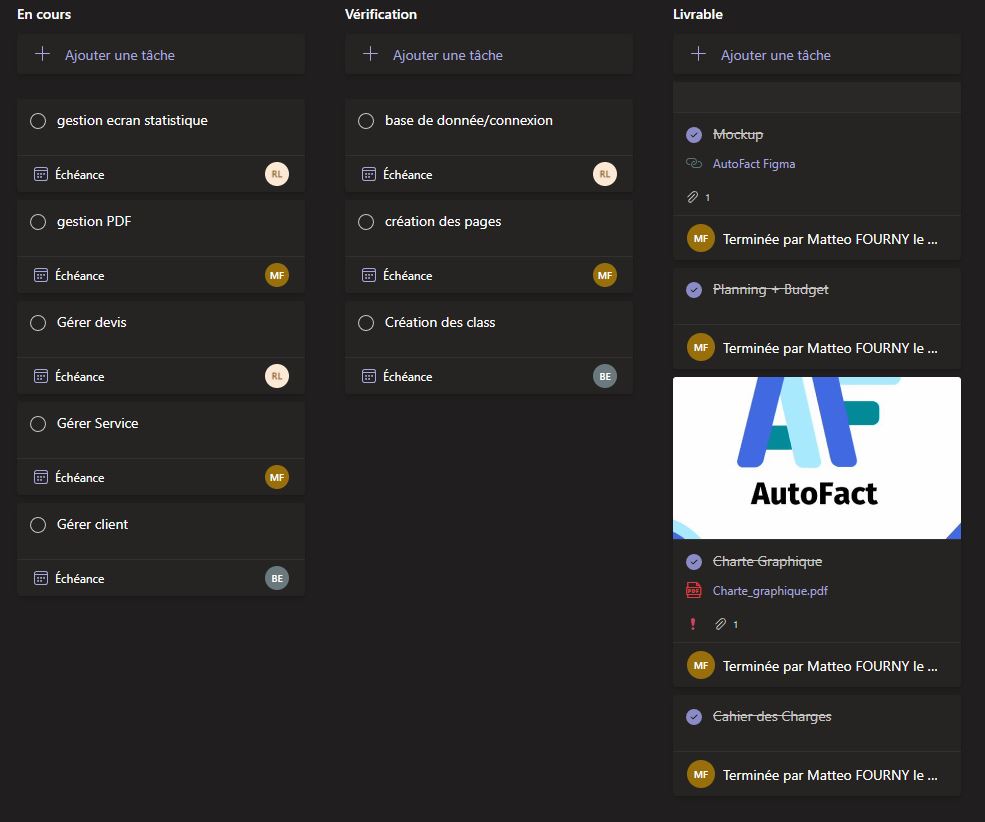 En cours
Ajouter une tâche
gestion ecran statistique
Échéance
RL
gestion PDF
Échéance
MF
Gérer devis
Échéance
RL
Gérer Service
Échéance
MF
Gérer client
Échéance
BE
Vérification
Ajouter une tâche
base de donnée/connexion
Échéance
RL
création des pages
Échéance
MF
Création des class
Échéance
BE
Livrable
Ajouter une tâche
Mockup
AutoFact Figma
1
MF Terminée par Matteo FOURNY le ...
Planning + Budget
MF Terminée par Matteo FOURNY le ...
AutoFact
Charte Graphique
PDF Charte_graphique.pdf
! 1
MF Terminée par Matteo FOURNY le ...
Cahier des Charges
MF Terminée par Matteo FOURNY le ...